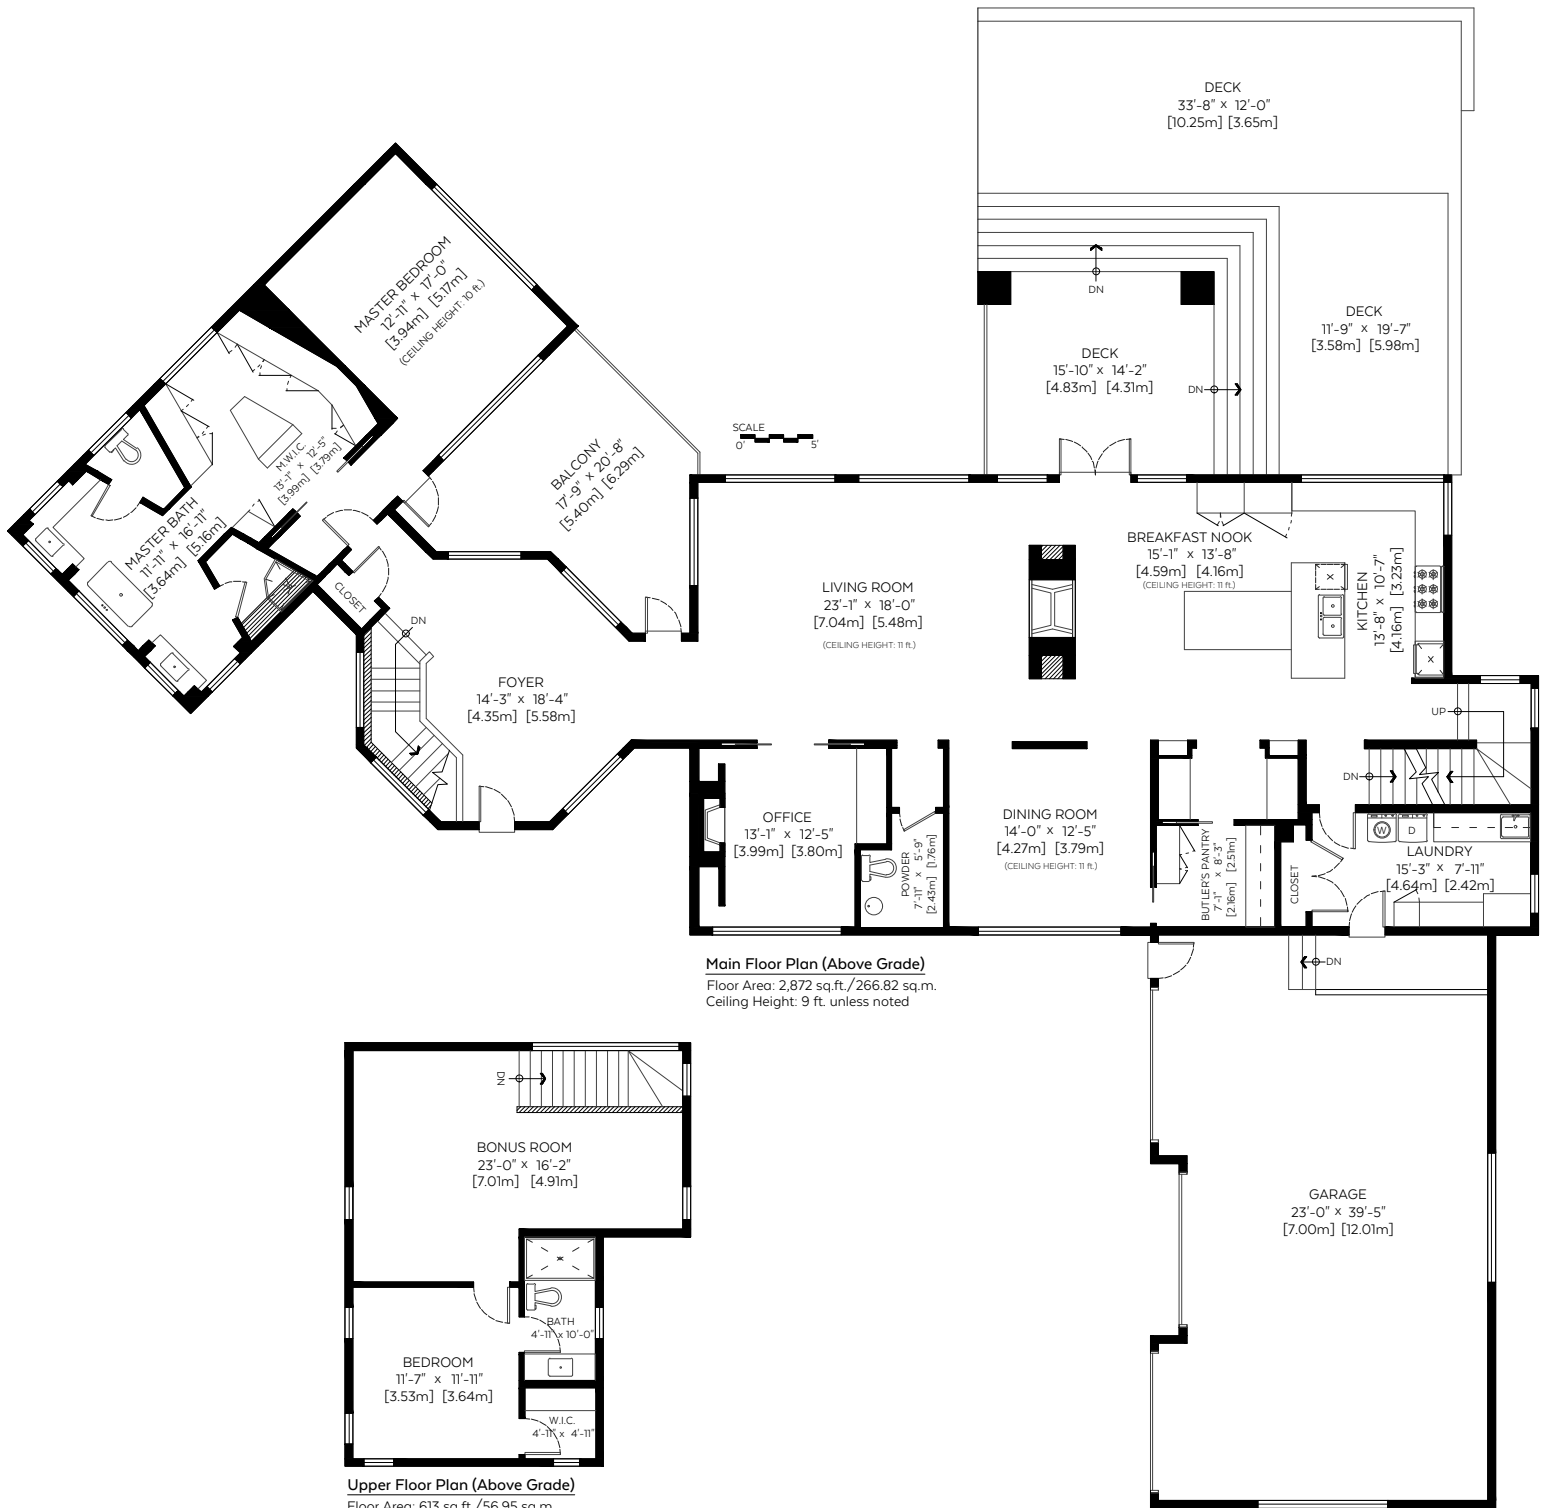 DECK
33'-8" x 12'-0"
[10.25m] [3.65m]
MASTER BEDROOM
12'-11" x 17'-0"
[3.94m] [5.17m]
(CEILING HEIGHT: 10 ft.)
DN
DECK
11'-9" x 19'-7"
[3.58m] [5.98m]
DECK
15'-10" x 14'-2"
[4.83m] [4.31m]
DN
SCALE
0' 5'
M.W.I.C.
13'-1" x 12'-5"
[3.99m] [3.79m]
BALCONY
17'-9" x 20'-8"
[5.40m] [6.29m]
MASTER BATH
11'-11" x 16'-11"
[3.64m] [5.16m]
BREAKFAST NOOK
15'-1" x 13'-8"
[4.59m] [4.16m]
(CEILING HEIGHT: 11 ft.)
KITCHEN
13'-8" x 10'-7"
[4.16m] [3.23m]
LIVING ROOM
23'-1" x 18'-0"
[7.04m] [5.48m]
(CEILING HEIGHT: 11 ft.)
CLOSET
DN
FOYER
14'-3" x 18'-4"
[4.35m] [5.58m]
UP
DN
OFFICE
13'-1" x 12'-5"
[3.99m] [3.80m]
POWDER
7'-11" x 5'-9"
[2.43m] [1.76m]
DINING ROOM
14'-0" x 12'-5"
[4.27m] [3.79m]
(CEILING HEIGHT: 11 ft.)
BUTLER'S PANTRY
7'-1" x 8'-3"
[2.16m] [2.51m]
CLOSET
W
D
LAUNDRY
15'-3" x 7'-11"
[4.64m] [2.42m]
DN
Main Floor Plan (Above Grade)
Floor Area: 2,872 sq.ft./266.82 sq.m.
Ceiling Height: 9 ft. unless noted
DN
BONUS ROOM
23'-0" x 16'-2"
[7.01m] [4.91m]
GARAGE
23'-0" x 39'-5"
[7.00m] [12.01m]
BATH
4'-11" x 10'-0"
BEDROOM
11'-7" x 11'-11"
[3.53m] [3.64m]
W.I.C.
4'-11" x 4'-11"
Upper Floor Plan (Above Grade)
Floor Area: 613 sq.ft./56.95 sq.m.